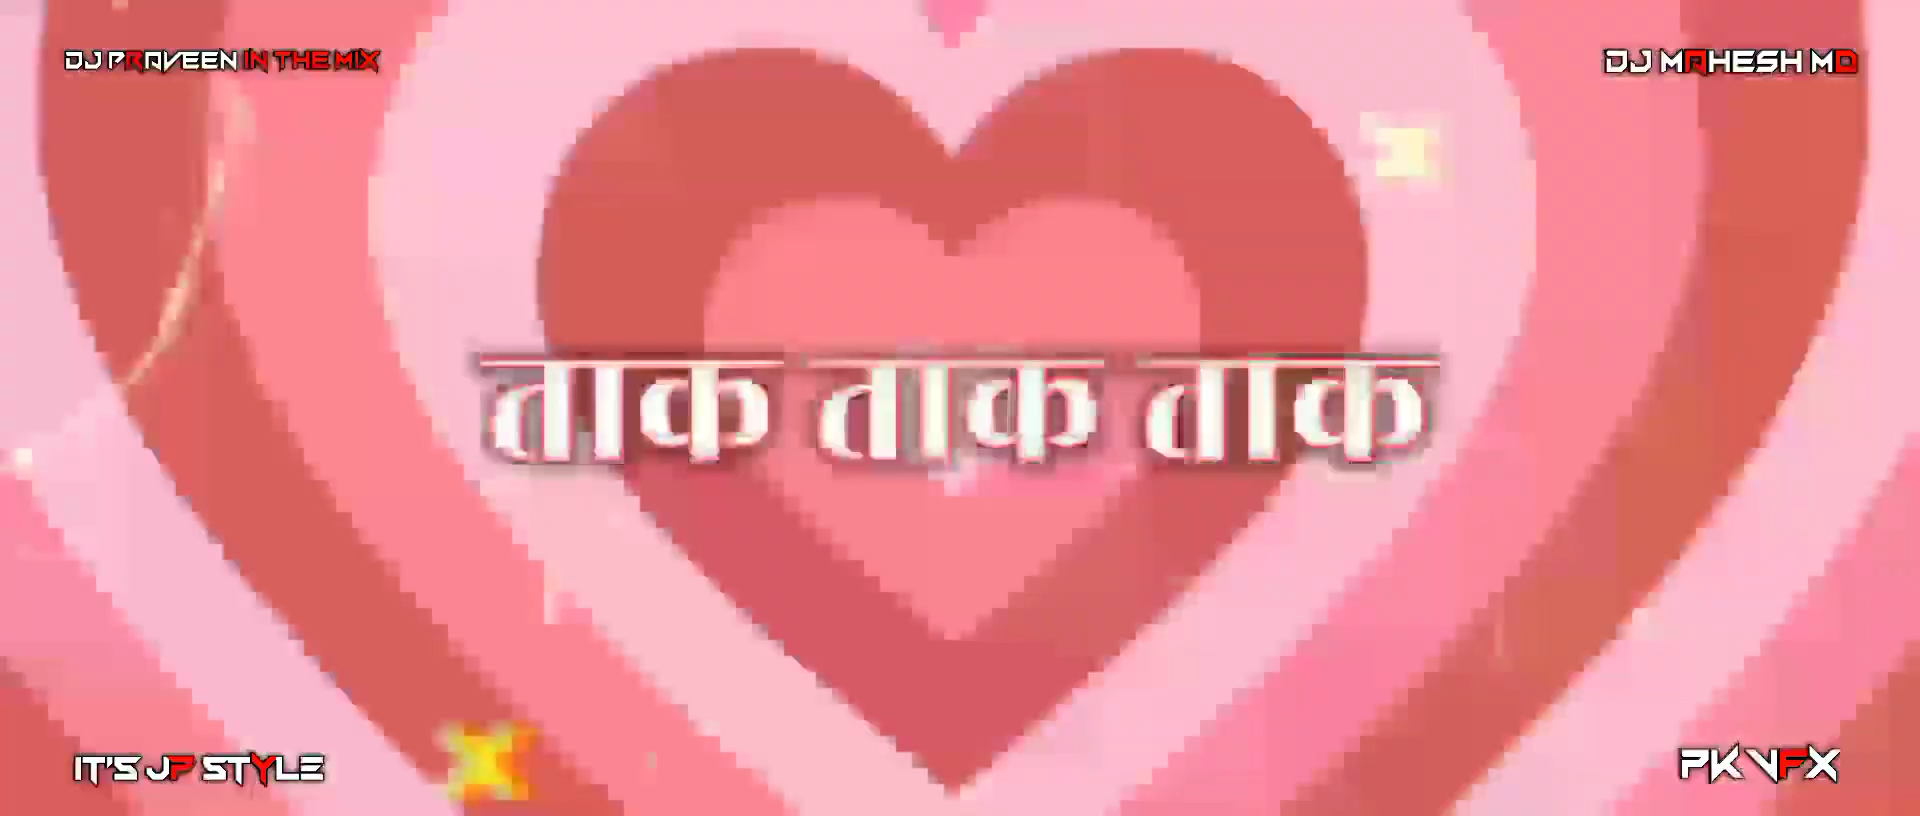 DJ PRAVEEN IN THE MIX
DJ MAHESH MD
ताक ताक ताक
IT'S JP STYLE
PK VFX